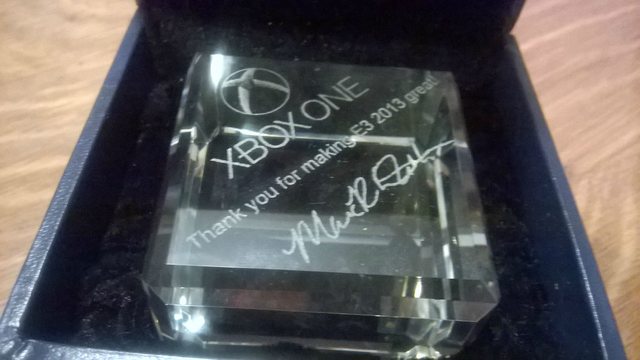 XBOX ONE
Thank you for making E3 2013 great!